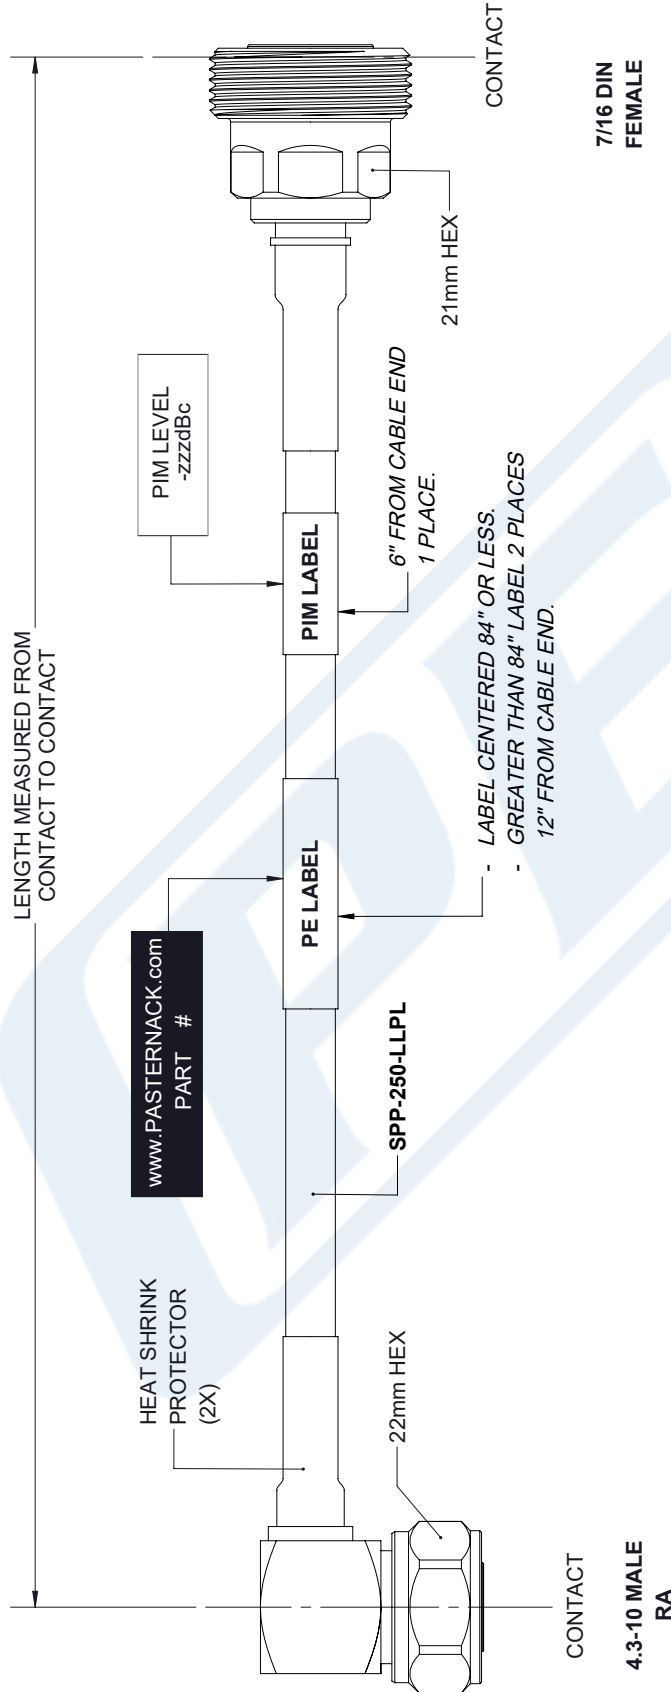 LENGTH MEASURED FROM
CONTACT TO CONTACT
HEAT SHRINK
PROTECTOR
(2X)
www.PASTERNACK.com
PART #
PIM LEVEL
-zzzdBc
PE LABEL
PIM LABEL
22mm HEX
SPP-250-LLPL
- LABEL CENTERED 84" OR LESS.
- GREATER THAN 84" LABEL 2 PLACES
12" FROM CABLE END.
6" FROM CABLE END
1 PLACE.
21mm HEX
CONTACT
CONTACT
4.3-10 MALE
RA
7/16 DIN
FEMALE
PE